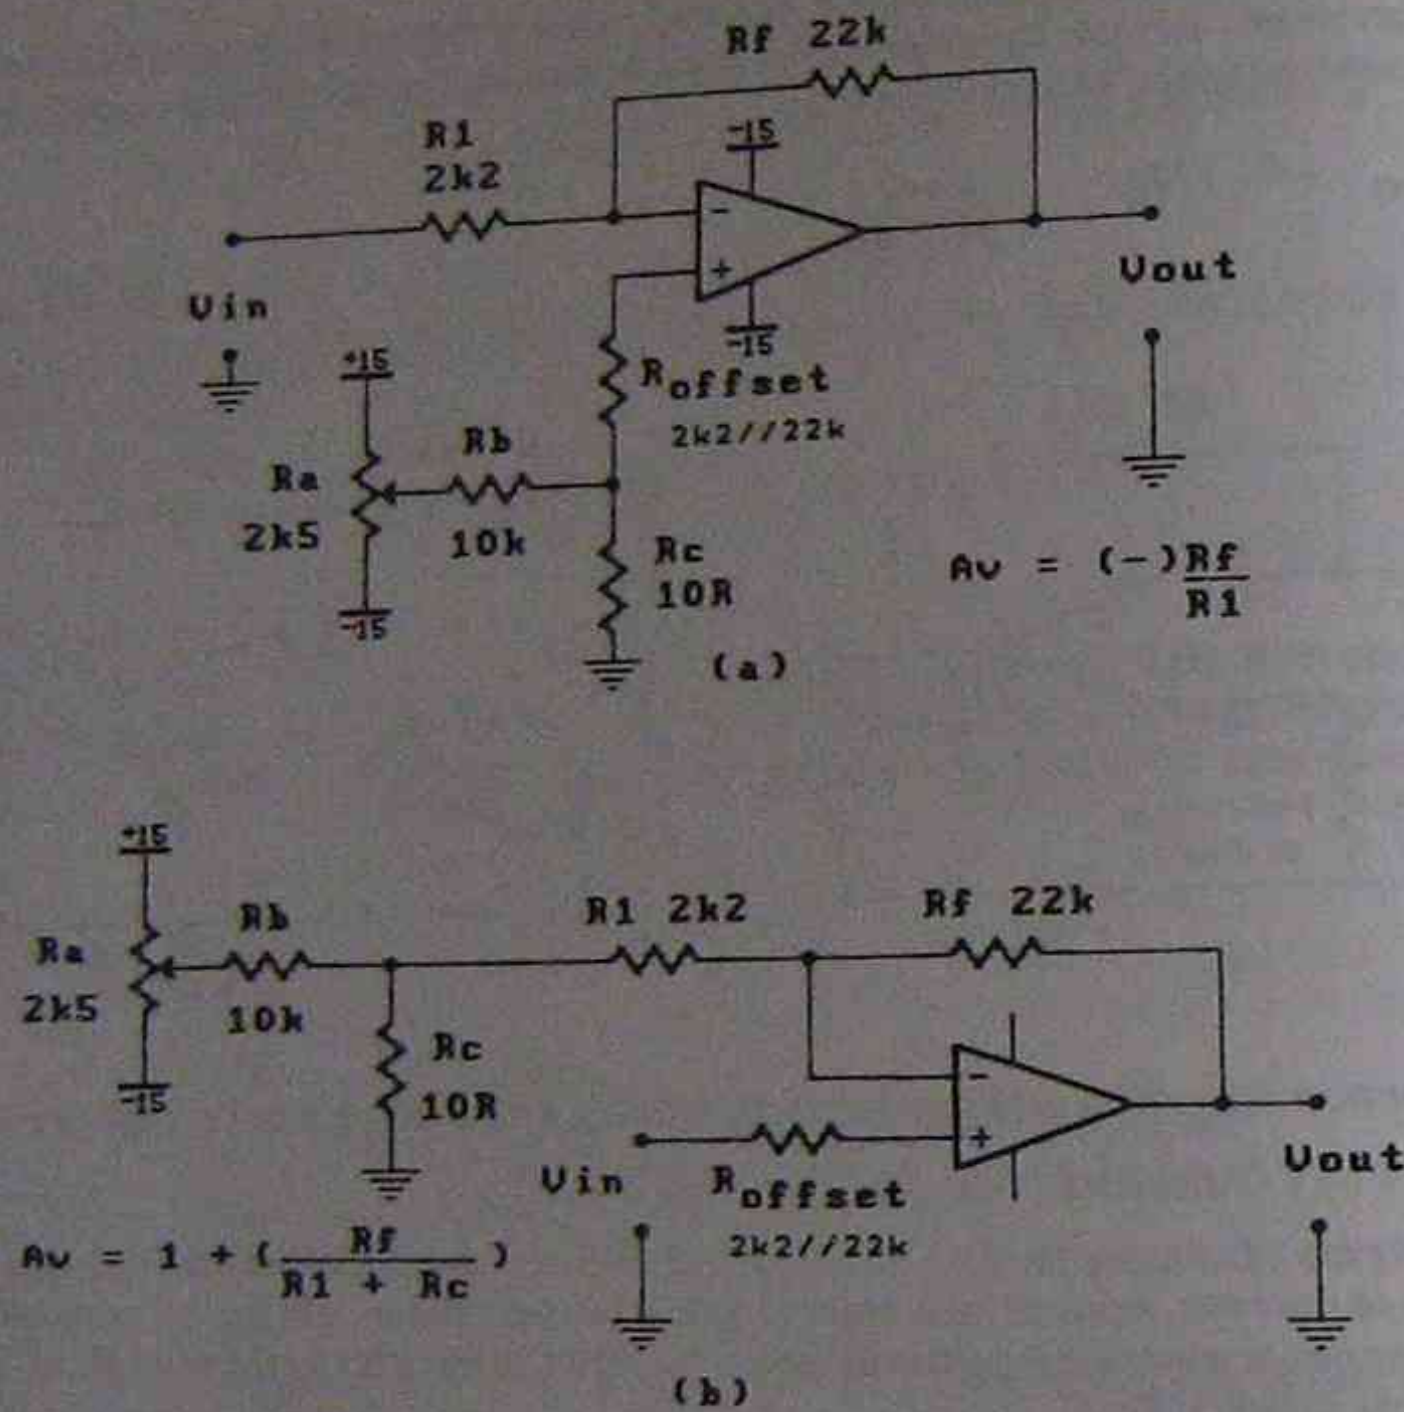 Rf 22k
R1
2k2
-15
-
+
Vin
Vout
-15
+15
Roffset
2k2//22k
Rb
Ra
2k5
10k
Rc
10R
-15
Av = (-)Rf
R1
(a)
+15
Rb
R1 2k2
Rf 22k
Ra
2k5
10k
Rc
10R
-15
-
+
Vin
Roffset
2k2//22k
Vout
Av = 1 + (Rf
R1 + Rc)
(b)